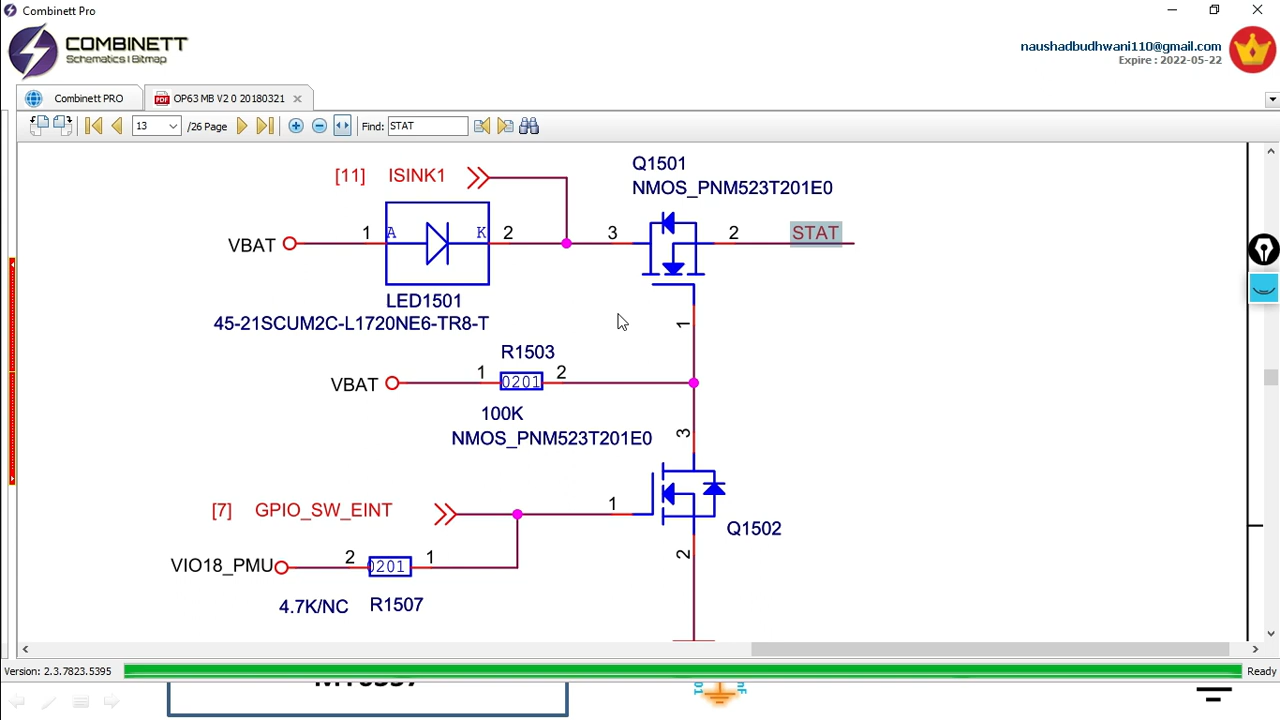 Combinett Pro
COMBINETT
Schematics | Bitmap
naushadbudhwani110@gmail.com
Expire : 2022-05-22
Combinett PRO
OP63 MB V2 0 20180321
13
/26 Page
Find:
STAT
[11] ISINK1
Q1501
NMOS_PNM523T201E0
VBAT
1
A
K
2
3
2
STAT
LED1501
45-21SCUM2C-L1720NE6-TR8-T
1
R1503
VBAT
1
0201
2
100K
NMOS_PNM523T201E0
3
[7] GPIO_SW_EINT
1
Q1502
VIO18_PMU
2
0201
1
2
4.7K/NC
R1507
Version: 2.3.7823.5395
Ready